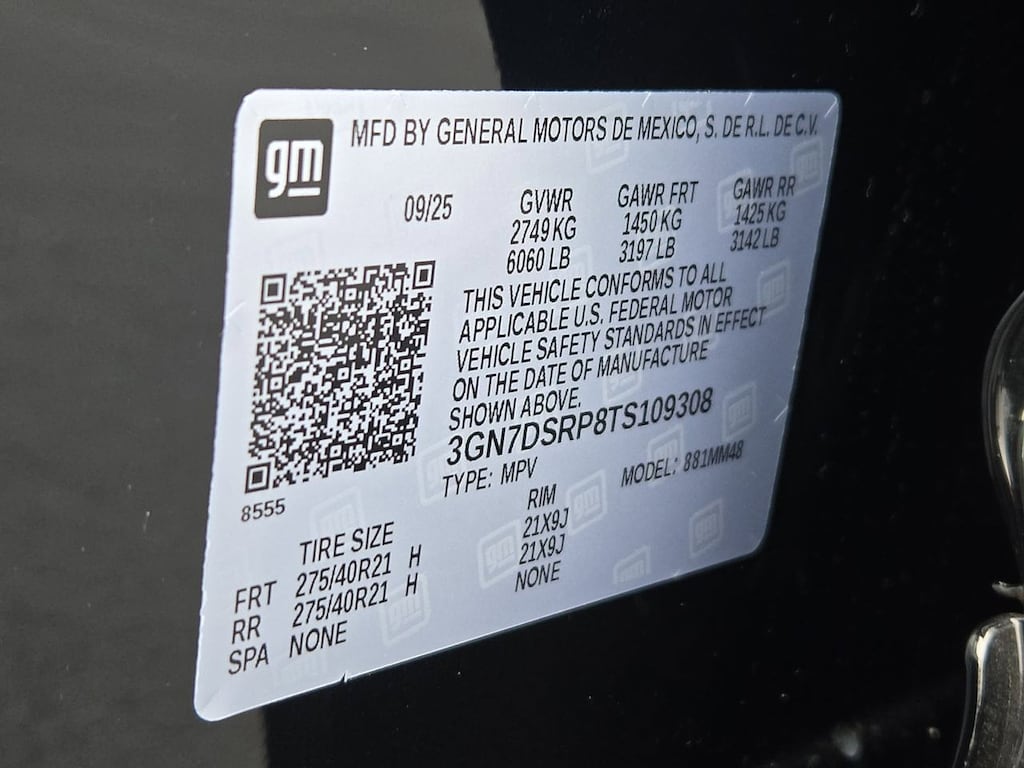 gm MFD BY GENERAL MOTORS DE MEXICO, S. DE R.L. DE C.V.
09/25 GVWR GAWR FRT GAWR RR
2749 KG 1450 KG 1425 KG
6060 LB 3197 LB 3142 LB
THIS VEHICLE CONFORMS TO ALL
APPLICABLE U.S. FEDERAL MOTOR
VEHICLE SAFETY STANDARDS IN EFFECT
ON THE DATE OF MANUFACTURE
SHOWN ABOVE.
3GN7DSRP8TS109308
TYPE: MPV MODEL: 881MM48
8555
TIRE SIZE RIM
FRT 275/40R21 H 21X9J
RR 275/40R21 H 21X9J
SPA NONE NONE